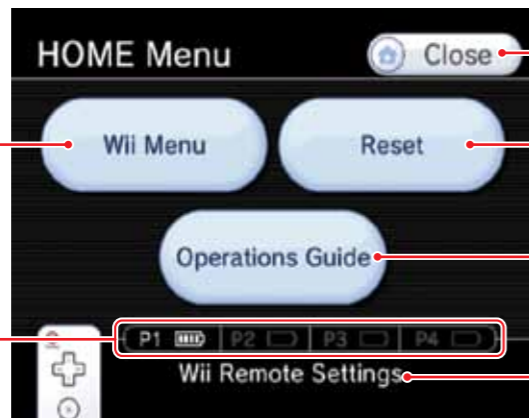 HOME Menu
Close
Wii Menu
Reset
Operations Guide
P1 P2 P3 P4
Wii Remote Settings